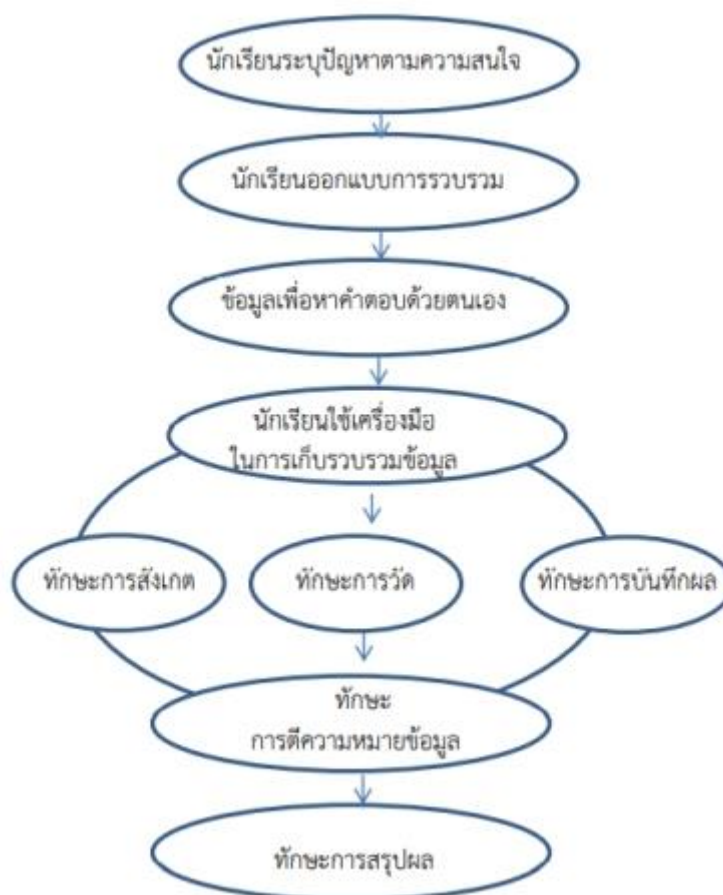 นักเรียนระบุปัญหาตามความสนใจ
นักเรียนออกแบบการรวบรวม
ข้อมูลเพื่อหาคำตอบด้วยตนเอง
นักเรียนใช้เครื่องมือ
ในการเก็บรวบรวมข้อมูล
ทักษะการสังเกต
ทักษะการวัด
ทักษะการบันทึกผล
ทักษะ
การตีความหมายข้อมูล
ทักษะการสรุปผล